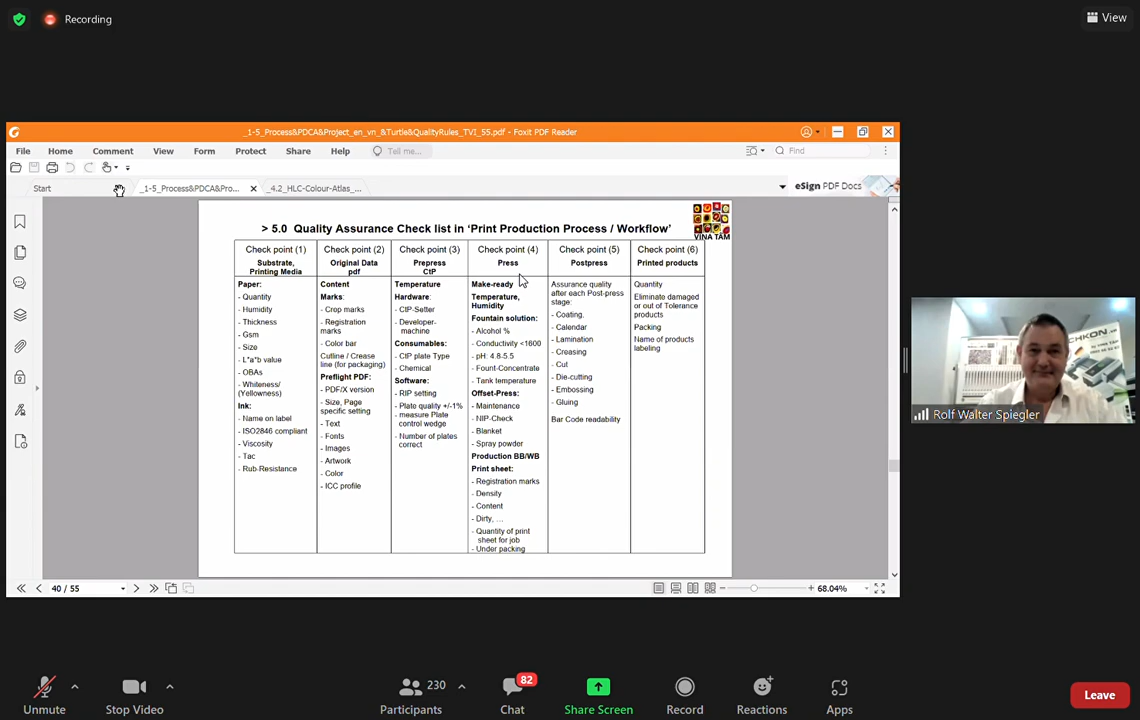 Recording
View
_1-5_Process&PDCA&Project_en_vn_&Turtle&QualityRules_TVI_55.pdf - Foxit PDF Reader
File Home Comment View Form Protect Share Help Tell me... Find
Start _1-5_Process&PDCA&Pro... _4.2_HLC-Colour-Atlas_... eSign PDF Docs
VINA TAM
> 5.0 Quality Assurance Check list in 'Print Production Process / Workflow'
Check point (1)
Substrate,
Printing Media
Paper:
- Quantity
- Humidity
- Thickness
- Gsm
- Size
- L*a*b value
- OBAs
- Whiteness/
(Yellowness)
Ink:
- Name on label
- ISO2846 compliant
- Viscosity
- Tac
- Rub-Resistance
Check point (2)
Original Data
pdf
Content
Marks:
- Crop marks
- Registration
marks
- Color bar
Cutline / Crease
line (for packaging)
Preflight PDF:
- PDF/X version
- Size, Page
specific setting
- Text
- Fonts
- Images
- Artwork
- Color
- ICC profile
Check point (3)
Prepress
CtP
Temperature
Hardware:
- CtP-Setter
- Developer-
machine
Consumables:
- CtP plate Type
- Chemical
Software:
- RIP setting
- Plate quality +/-1%
- measure Plate
control wedge
- Number of plates
correct
Check point (4)
Press
Make-ready
Temperature,
Humidity
Fountain solution:
- Alcohol %
- Conductivity <1600
- pH: 4.8-5.5
- Fount-Concentrate
- Tank temperature
Offset-Press:
- Maintenance
- NIP-Check
- Blanket
- Spray powder
Production BB/WB
Print sheet:
- Registration marks
- Density
- Content
- Dirty, ...
- Quantity of print
sheet for job
- Under packing
Check point (5)
Postpress
Assurance quality
after each Post-press
stage:
- Coating,
- Calendar
- Lamination
- Creasing
- Cut
- Die-cutting
- Embossing
- Gluing
Bar Code readability
Check point (6)
Printed products
Quantity
Eliminate damaged
or out of Tolerance
products
Packing
Name of products
labeling
40 / 55
68.04%
Rolf Walter Spiegler
Unmute Stop Video Participants 230 Chat 82 Share Screen Record Reactions Apps Leave